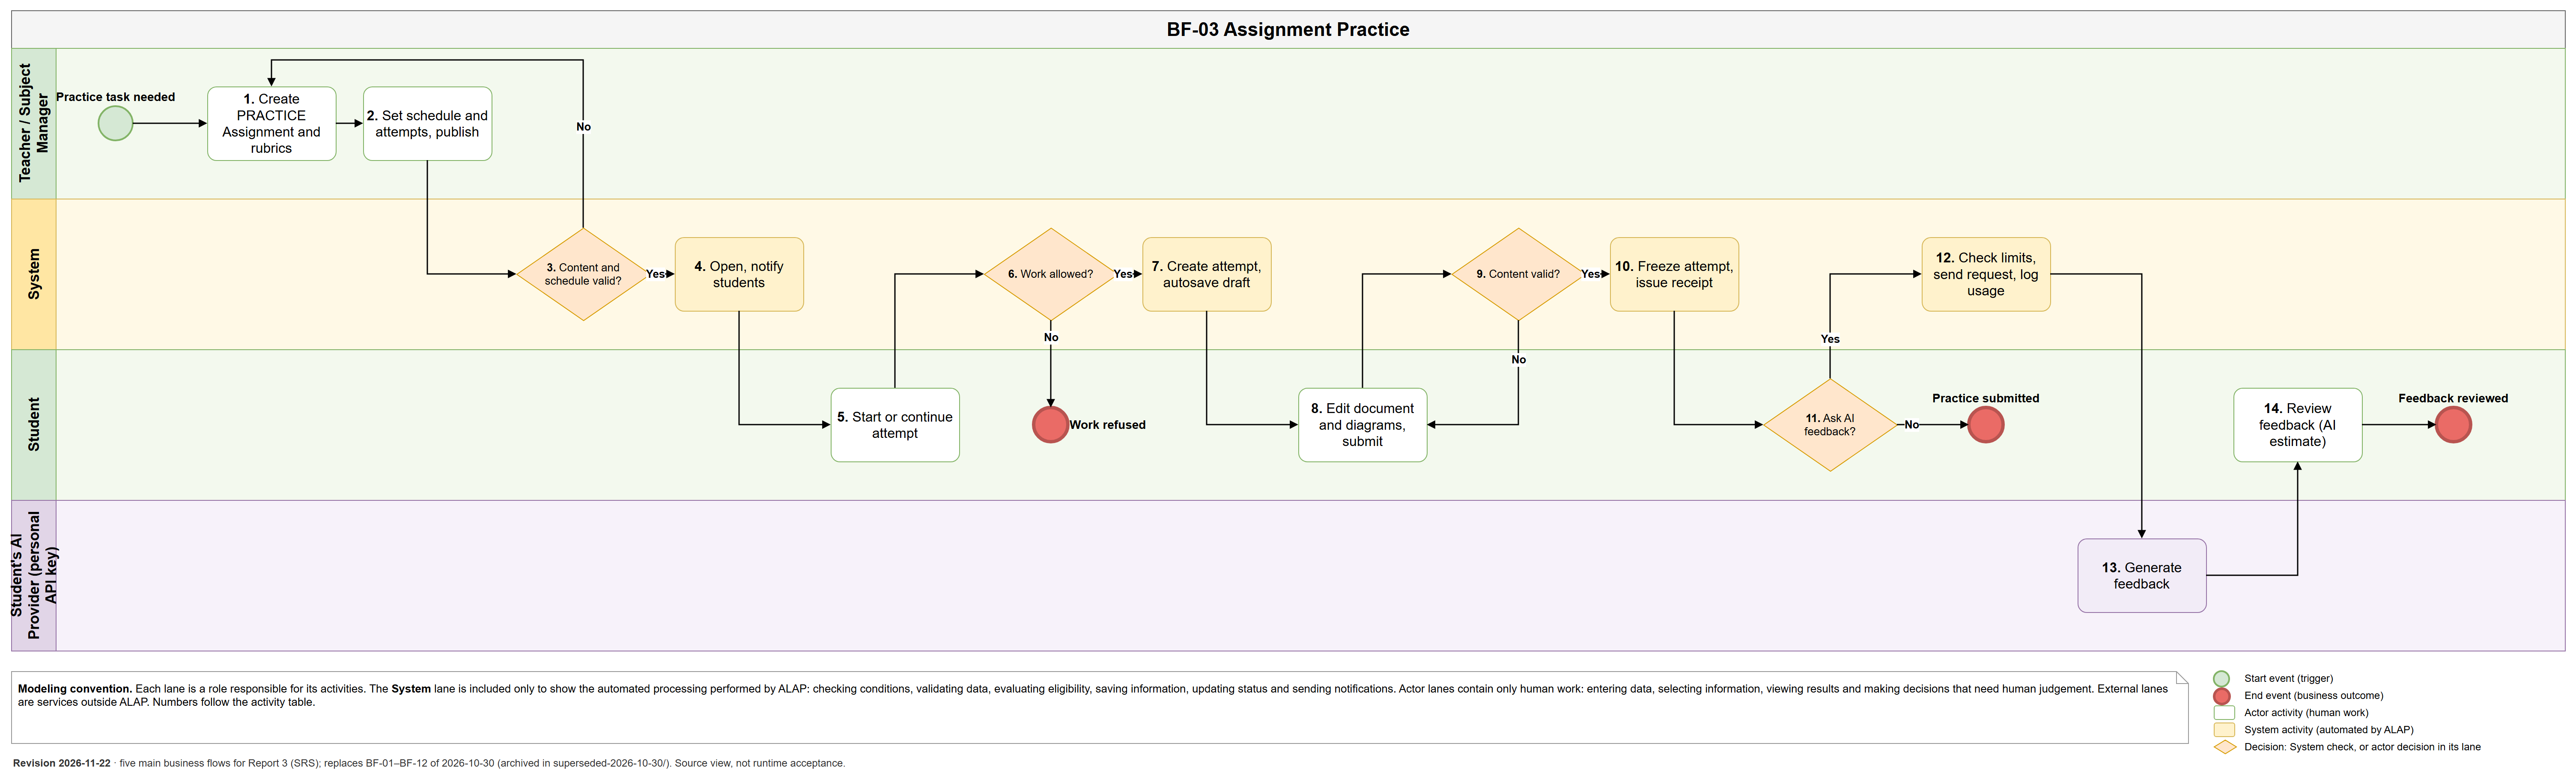 BF-03 Assignment Practice
Teacher / Subject
Manager
Practice task needed
1. Create
PRACTICE
Assignment and
rubrics
2. Set schedule and
attempts, publish
No
System
3. Content and
schedule valid?
Yes
4. Open, notify
students
6. Work allowed?
Yes
7. Create attempt,
autosave draft
9. Content valid?
Yes
10. Freeze attempt,
issue receipt
12. Check limits,
send request, log
usage
No
No
Yes
Student
5. Start or continue
attempt
Work refused
8. Edit document
and diagrams,
submit
11. Ask AI
feedback?
No
Practice submitted
14. Review
feedback (AI
estimate)
Feedback reviewed
Student's AI
Provider (personal
API key)
13. Generate
feedback
Modeling convention. Each lane is a role responsible for its activities. The System lane is included only to show the automated processing performed by ALAP: checking conditions, validating data, evaluating eligibility, saving information, updating status and sending notifications. Actor lanes contain only human work: entering data, selecting information, viewing results and making decisions that need human judgement. External lanes
are services outside ALAP. Numbers follow the activity table.
Start event (trigger)
End event (business outcome)
Actor activity (human work)
System activity (automated by ALAP)
Decision: System check, or actor decision in its lane
Revision 2026-11-22 · five main business flows for Report 3 (SRS); replaces BF-01–BF-12 of 2026-10-30 (archived in superseded-2026-10-30/). Source view, not runtime acceptance.